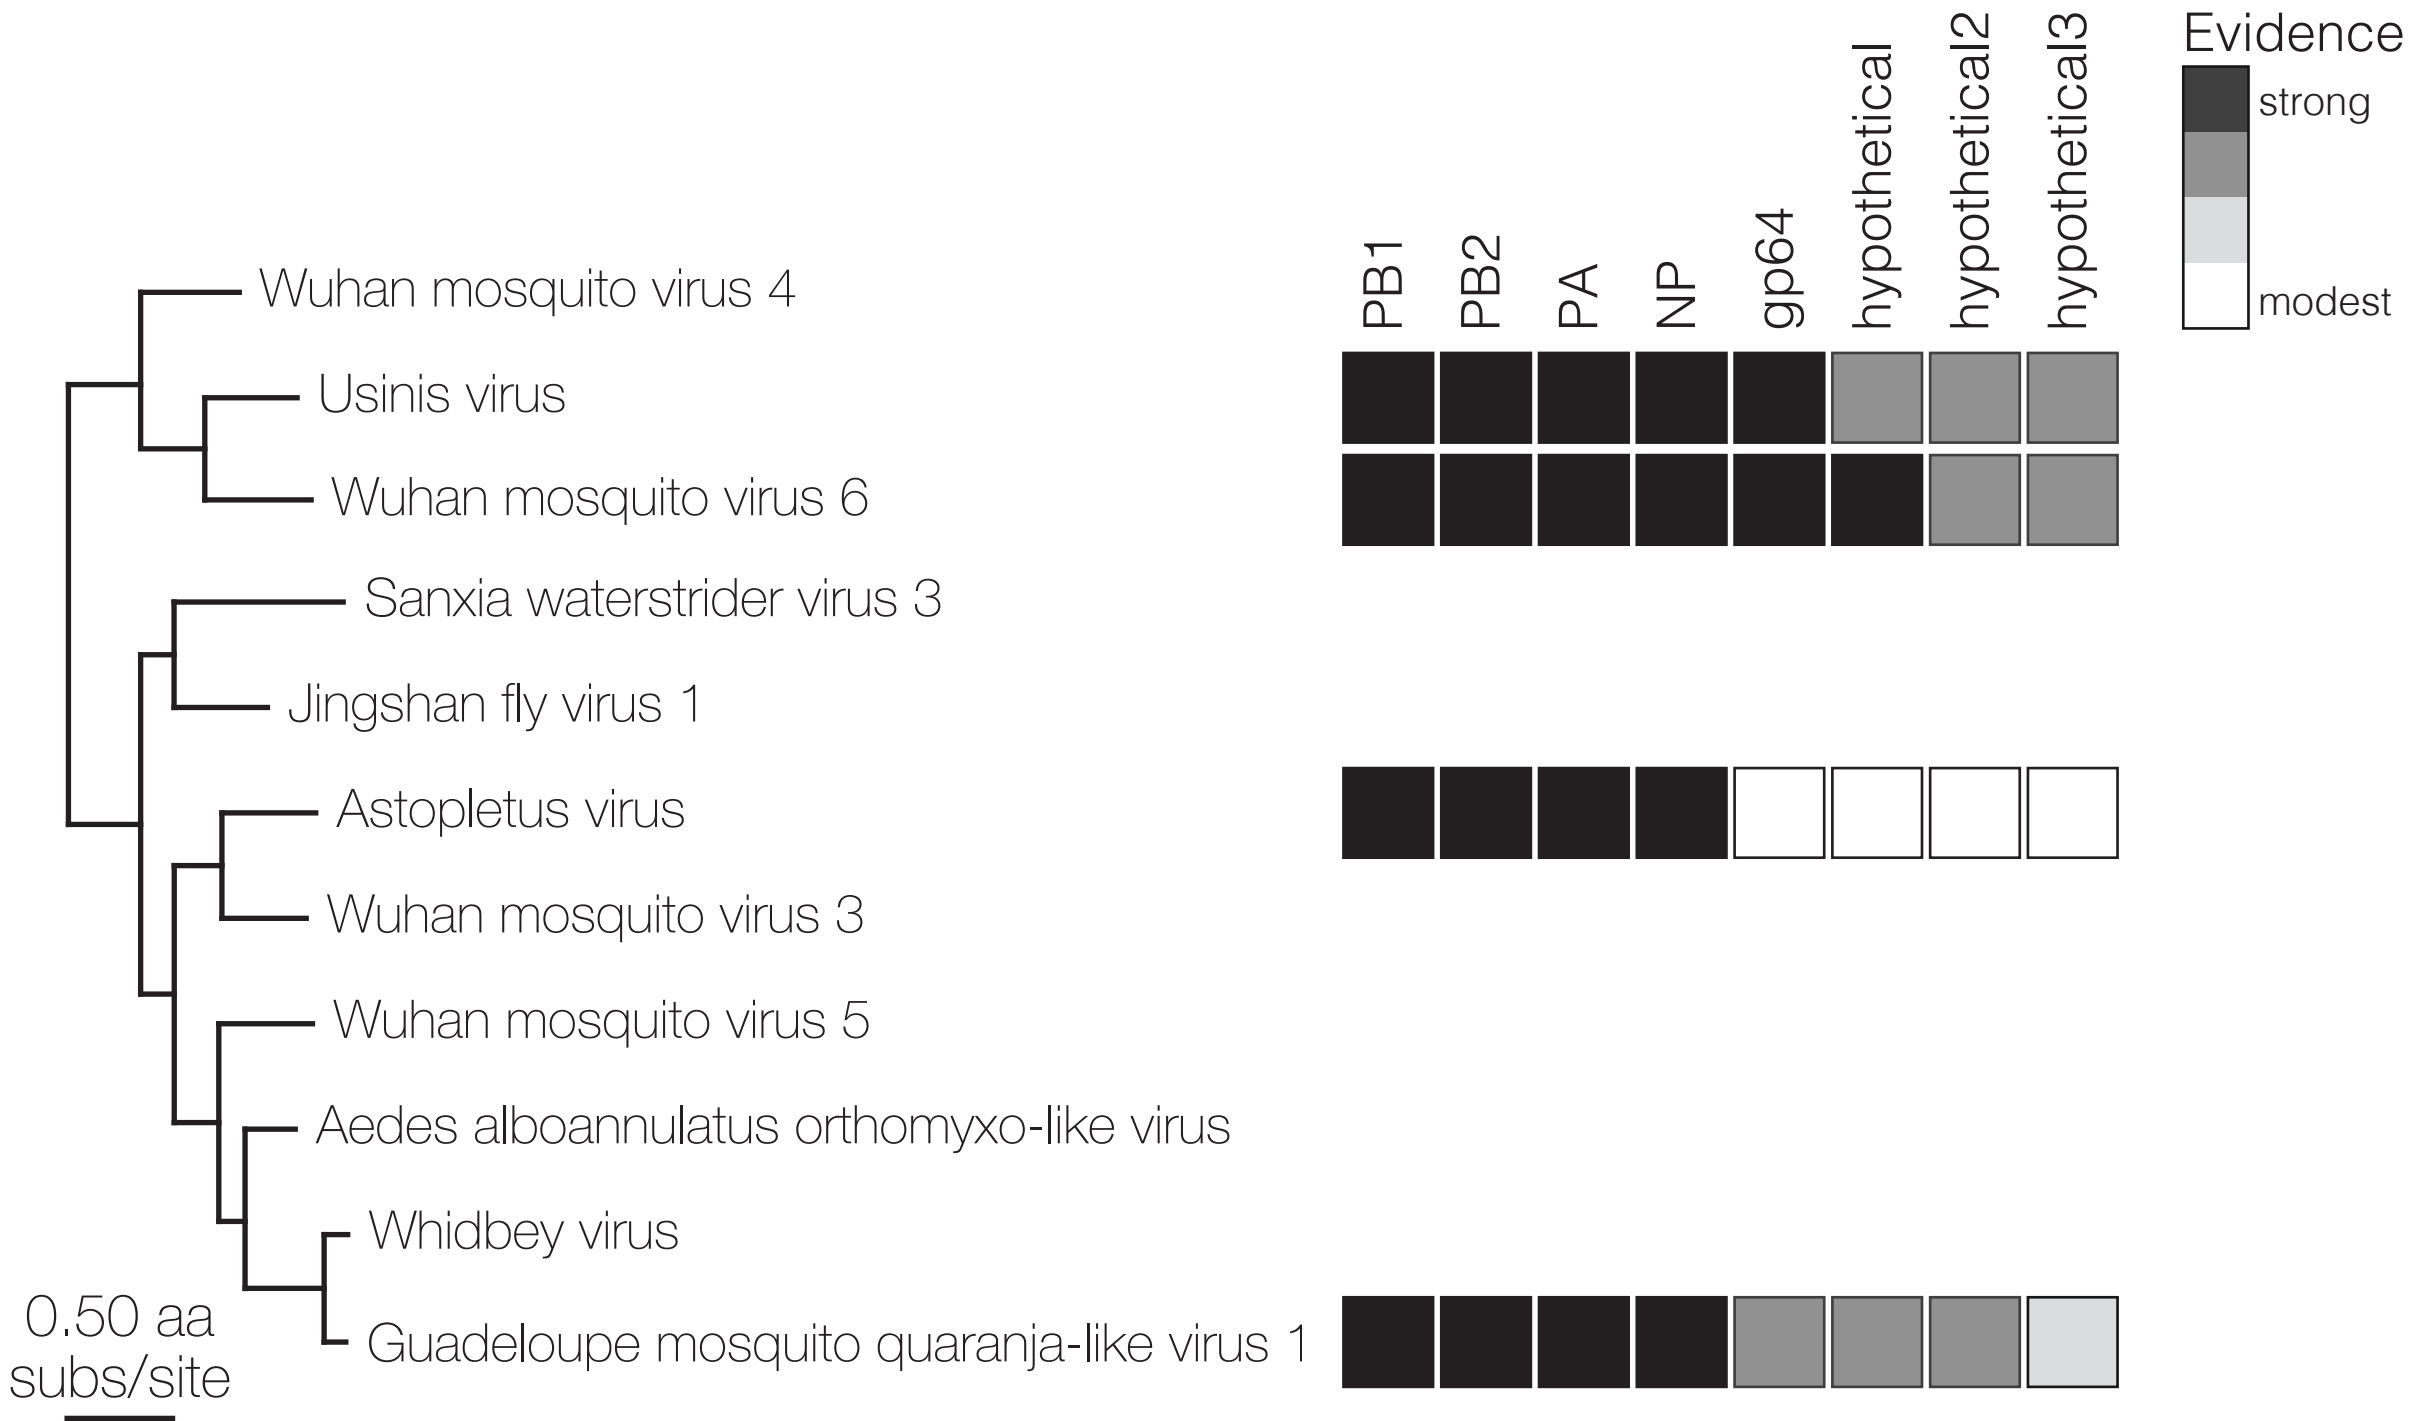 Evidence
strong
modest
PB1
PB2
PA
NP
gp64
hypothetical
hypothetical2
hypothetical3
Wuhan mosquito virus 4
Usinis virus
Wuhan mosquito virus 6
Sanxia waterstrider virus 3
Jingshan fly virus 1
Astopletus virus
Wuhan mosquito virus 3
Wuhan mosquito virus 5
Aedes alboannulatus orthomyxo-like virus
Whidbey virus
Guadeloupe mosquito quaranja-like virus 1
0.50 aa
subs/site